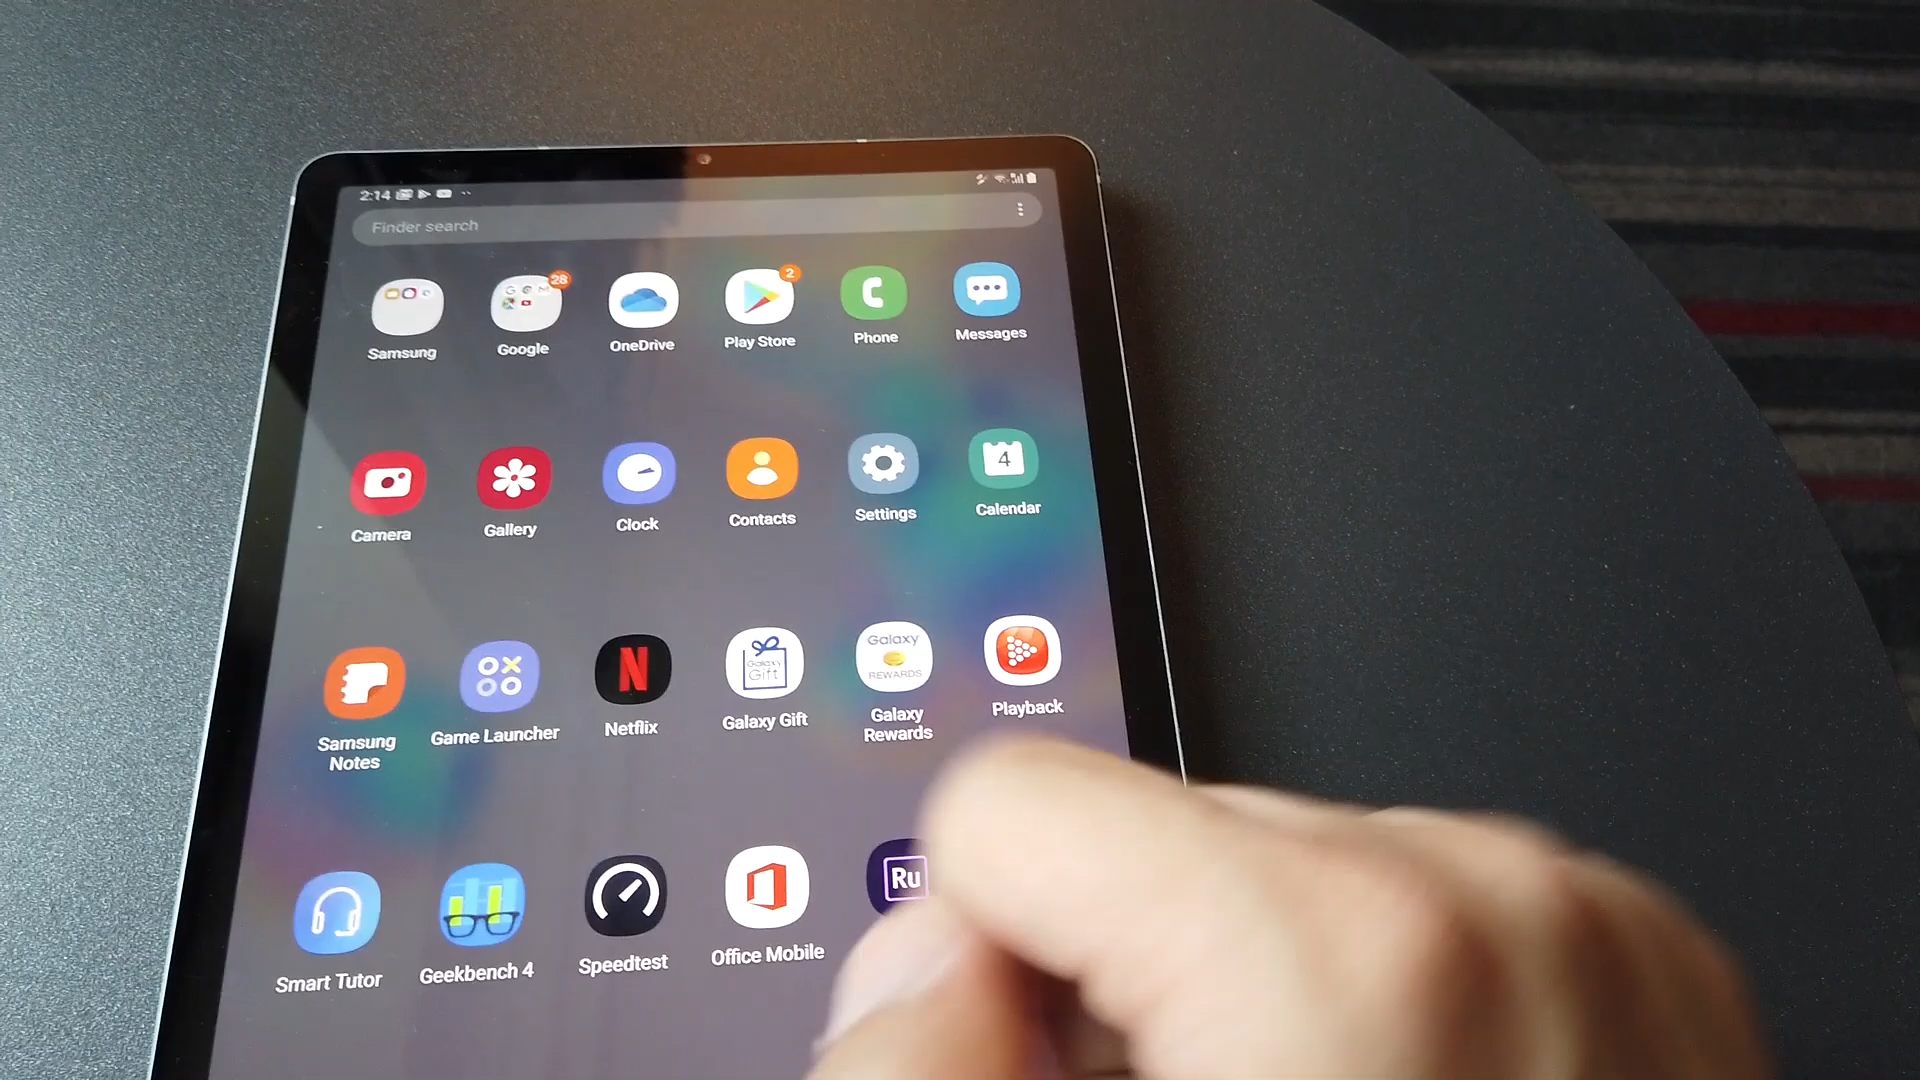 2:14
Finder search
28
2
Samsung Google OneDrive Play Store Phone Messages
4
Camera Gallery Clock Contacts Settings Calendar
N
Galaxy
Gift
Galaxy
REWARDS
Samsung
Notes
Game Launcher Netflix Galaxy Gift
Galaxy
Rewards
Playback
Ru
Smart Tutor Geekbench 4 Speedtest Office Mobile